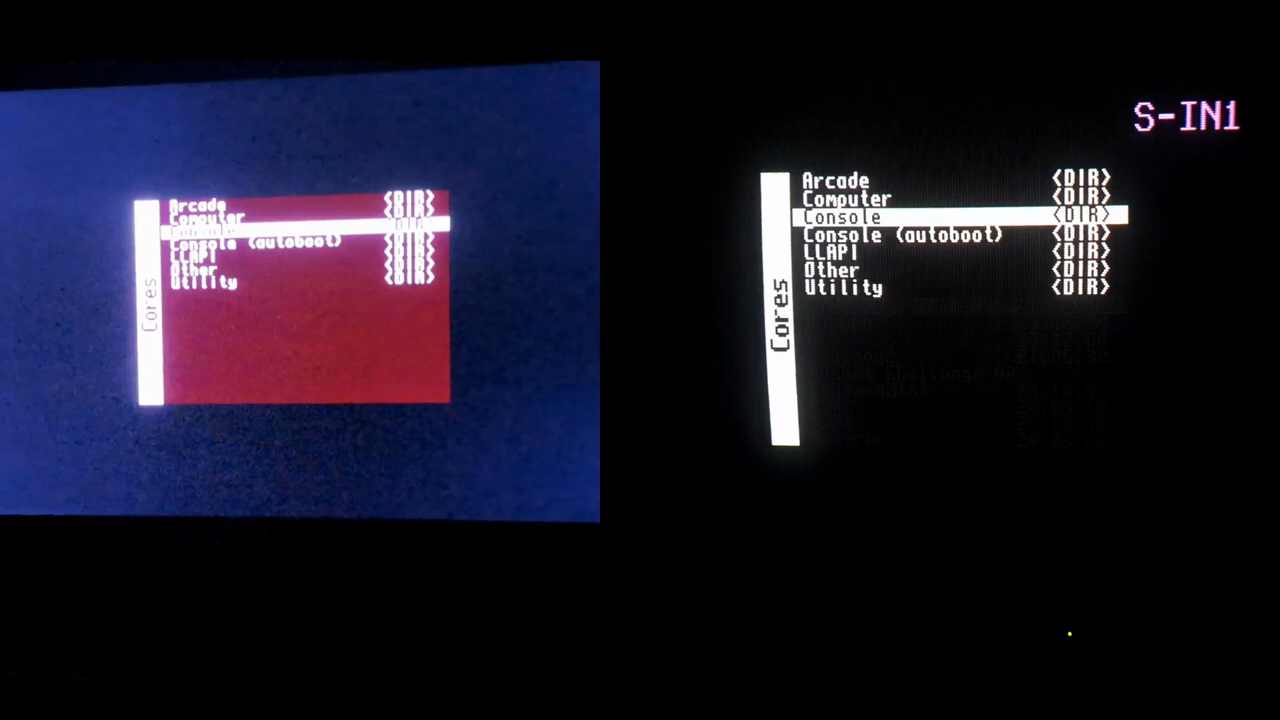 Arcade <DIR>
Computer <DIR>
Console <DIR>
Console (autoboot) <DIR>
LLAPI <DIR>
Other <DIR>
Utility <DIR>
Cores
S-IN1
Arcade <DIR>
Computer <DIR>
Console <DIR>
Console (autoboot) <DIR>
LLAPI <DIR>
Other <DIR>
Utility <DIR>
Cores